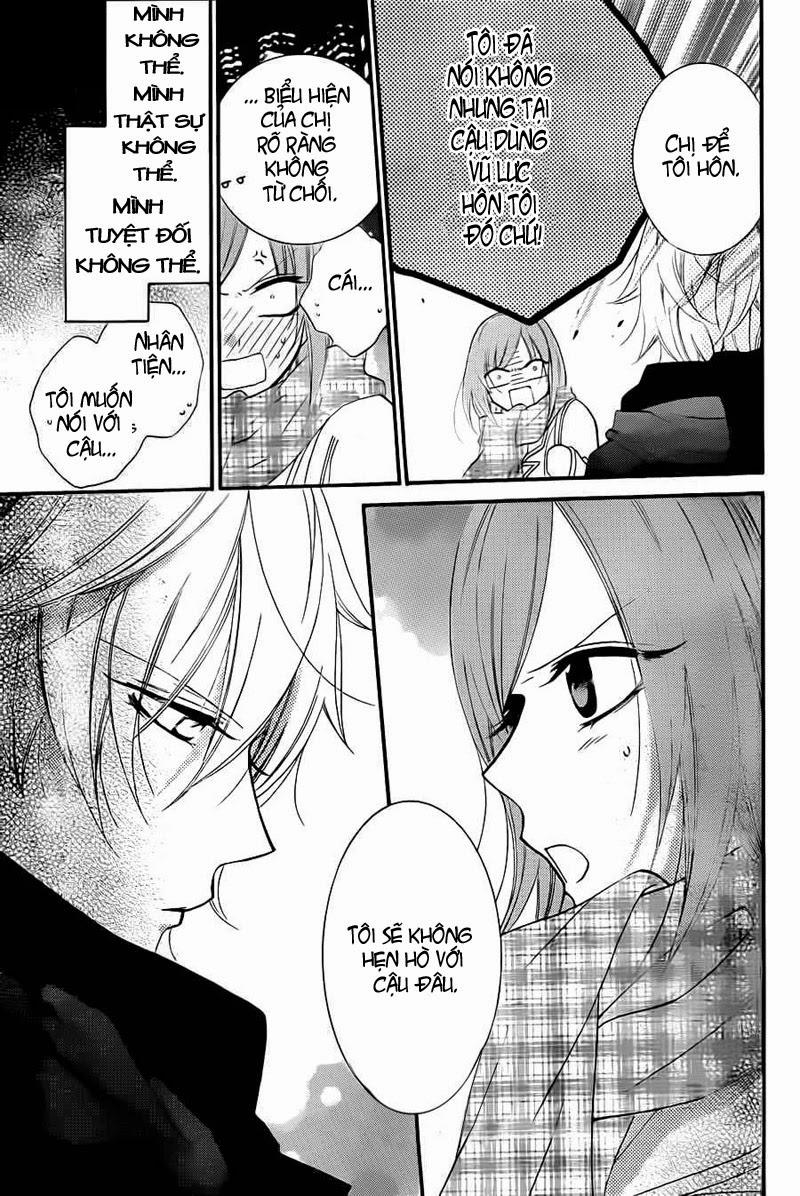 CHỊ ĐỂ
TÔI HÔN.
TÔI ĐÃ
NÓI KHÔNG
NHƯNG TẠI
CẬU DÙNG
VŨ LỰC
HÔN TÔI
ĐÓ CHỨ!
... BIỂU HIỆN
CỦA CHỊ
RÕ RÀNG
KHÔNG
TỪ CHỐI.
CÁI...
MÌNH
KHÔNG
THỂ.
MÌNH
THẬT SỰ
KHÔNG
THỂ.
MÌNH
TUYỆT ĐỐI
KHÔNG THỂ.
NHÂN
TIỆN...
TÔI MUỐN
NÓI VỚI
CẬU...
TÔI SẼ KHÔNG
HẸN HÒ VỚI
CẬU ĐÂU.